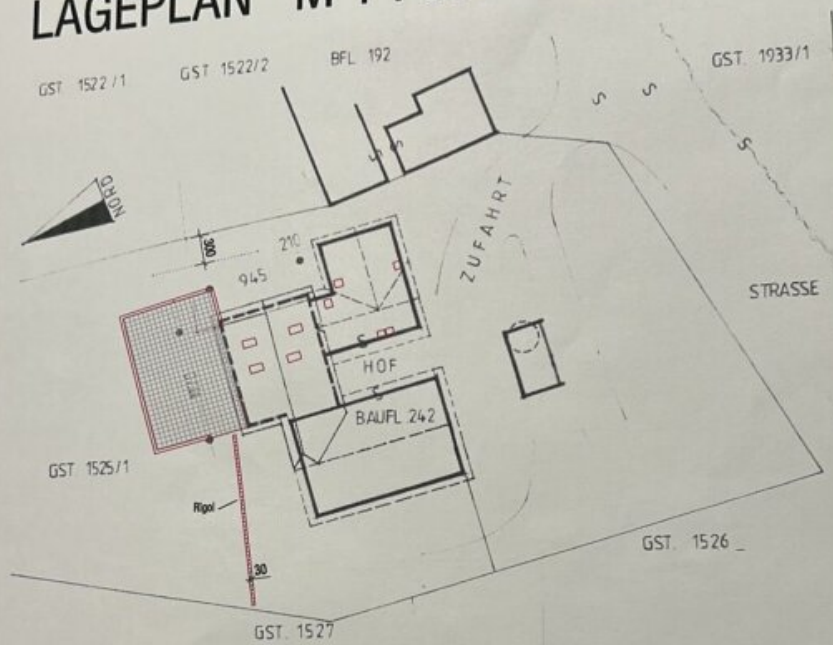 LAGEPLAN M
GST. 1522/1
GST 1522/2
BFL 192
GST. 1933/1
S
S
S
S
S
NORD
300
210
945
ZUFAHRT
STRASSE
S
HOF
S
BAUFL. 242
GST 1525/1
Rigol
30
GST. 1526
GST. 1527